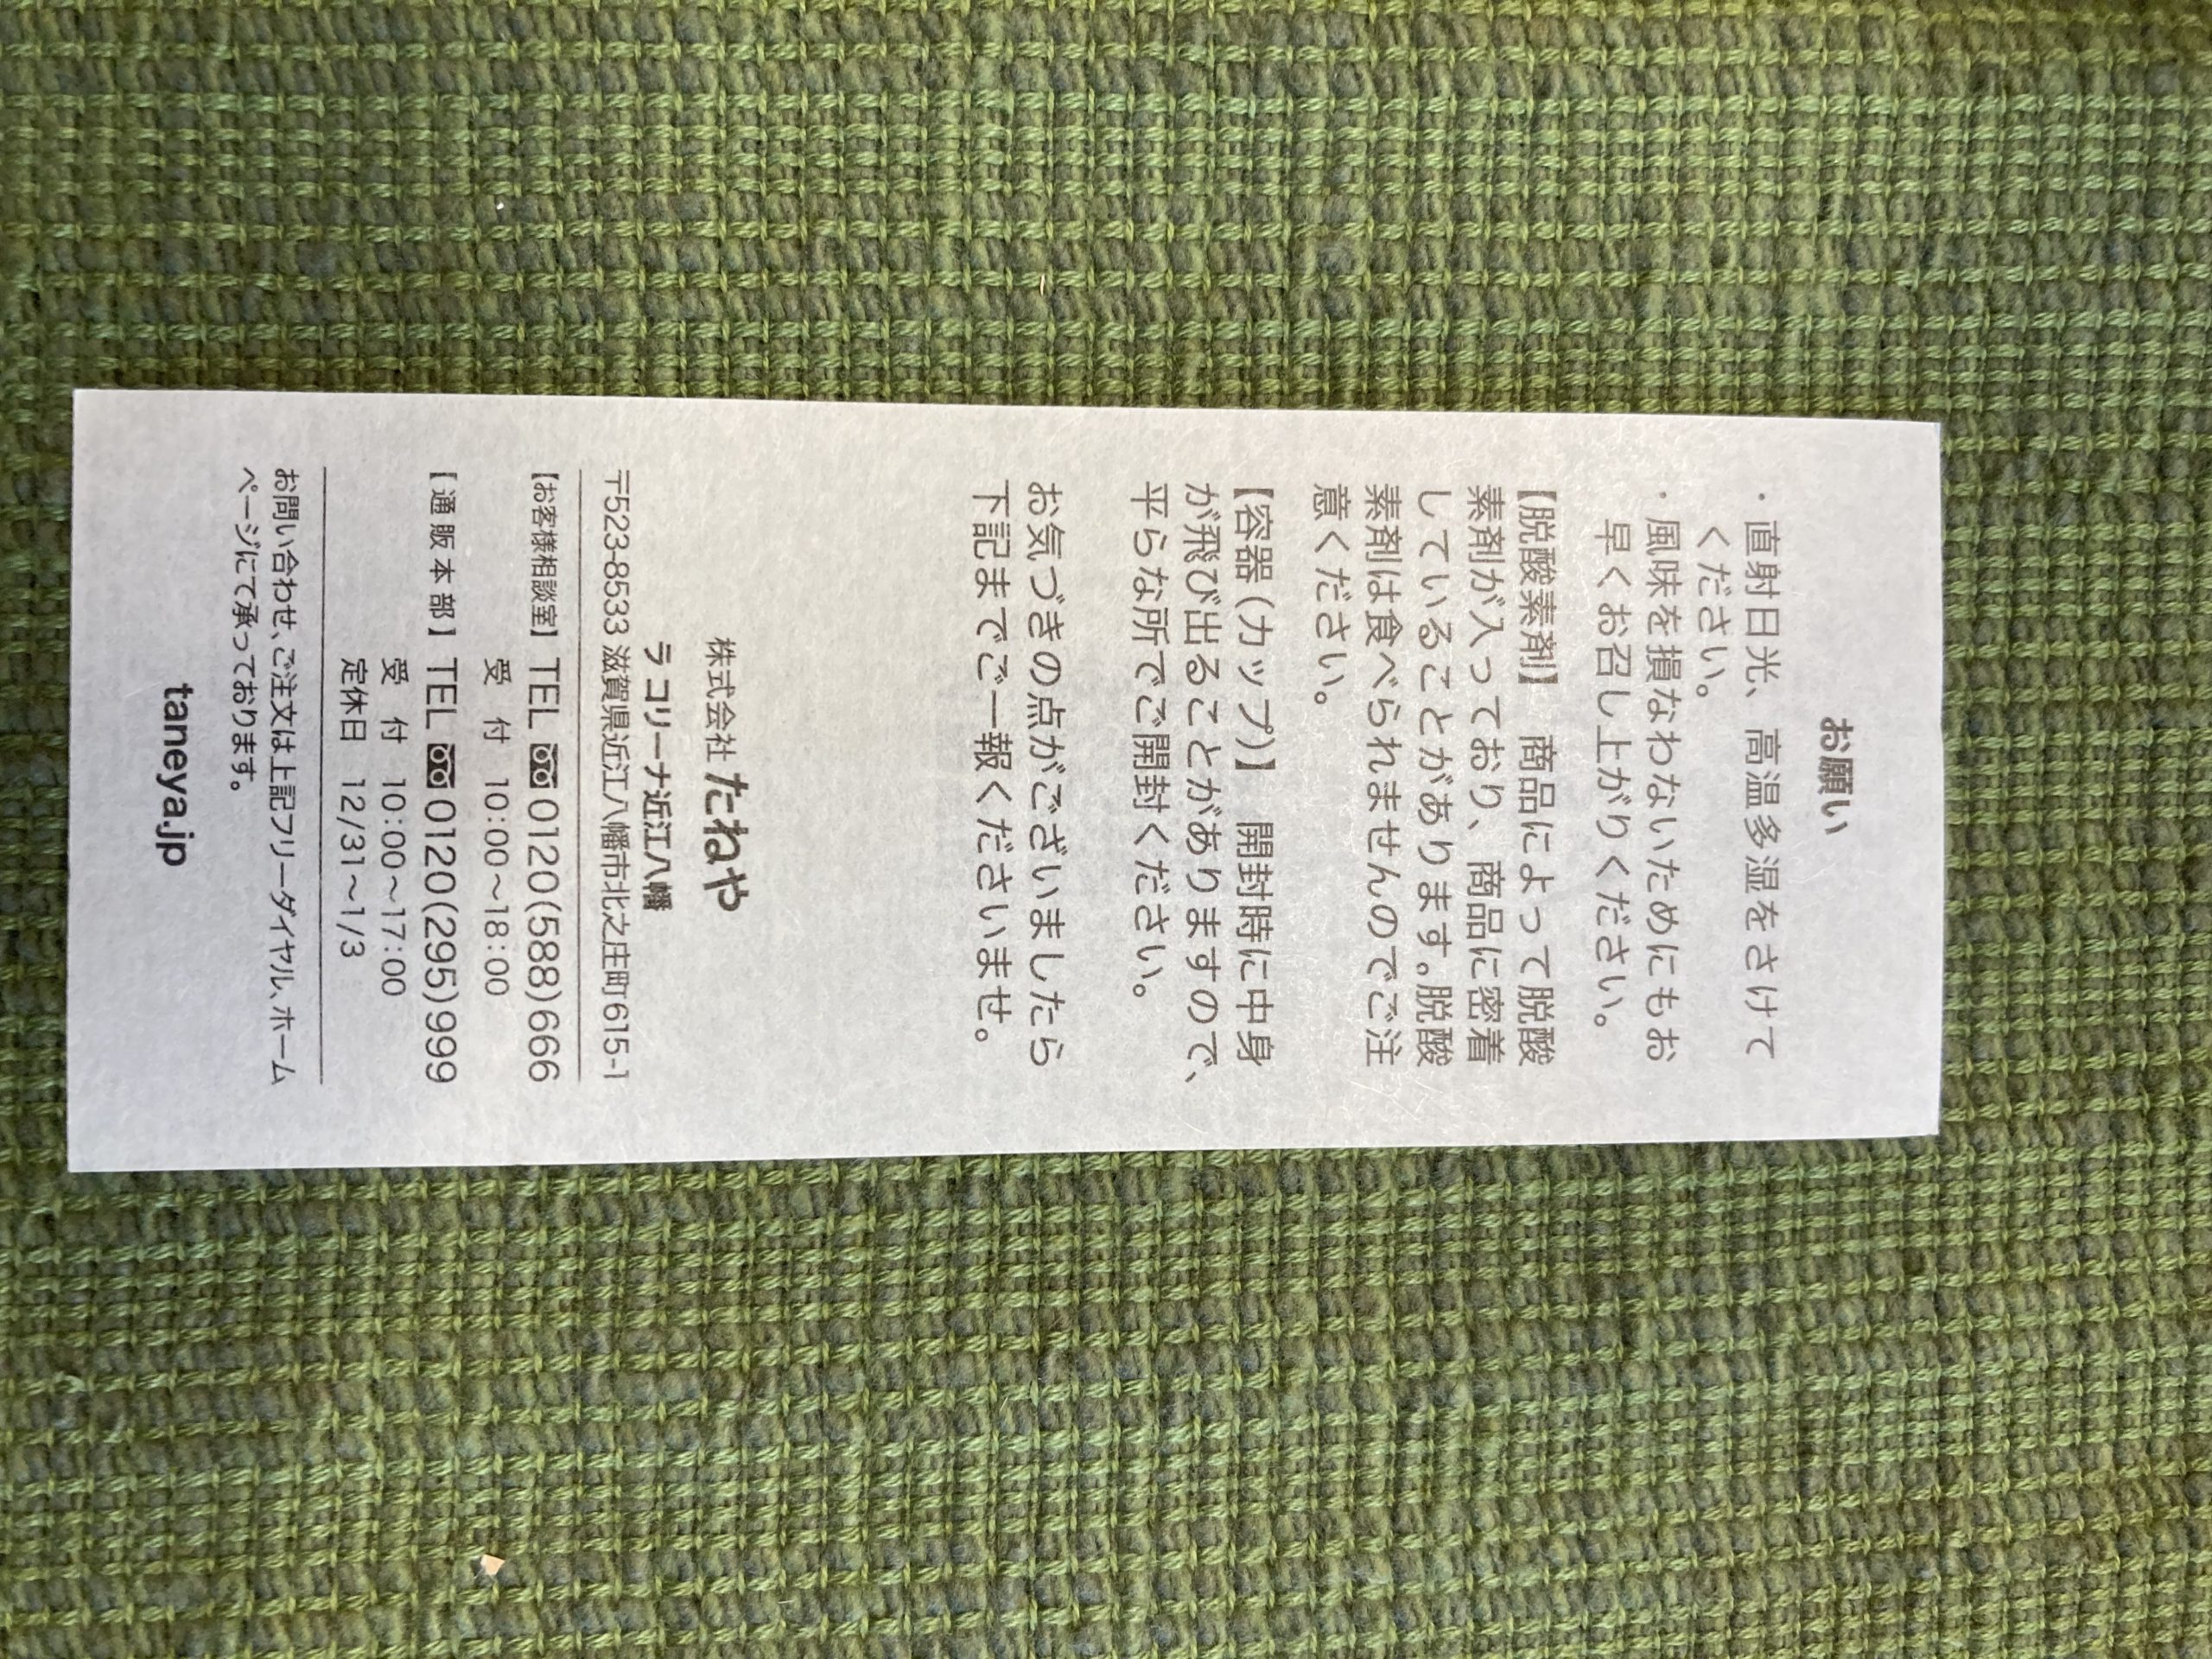 お願い
・直射日光、高温多湿をさけて
ください。
・風味を損なわないためにもお
早くお召し上がりください。
【脱酸素剤】 商品によって脱酸
素剤が入っており、商品に密着
していることがあります。脱酸
素剤は食べられませんのでご注
意ください。
【容器(カップ)】 開封時に中身
が飛び出ることがありますので、
平らな所でご開封ください。
お気づきの点がございましたら
下記までご一報くださいませ。
株式会社 たねや
ラ コリーナ近江八幡
〒523-8533 滋賀県近江八幡市北之庄町615-1
【お客様相談室】 TEL 0120(588)666
受 付 10:00〜18:00
【通販本部】 TEL 0120(295)999
受 付 10:00〜17:00
定休日 12/31〜1/3
お問い合わせ、ご注文は上記フリーダイヤル、ホーム
ページにて承っております。
taneya.jp